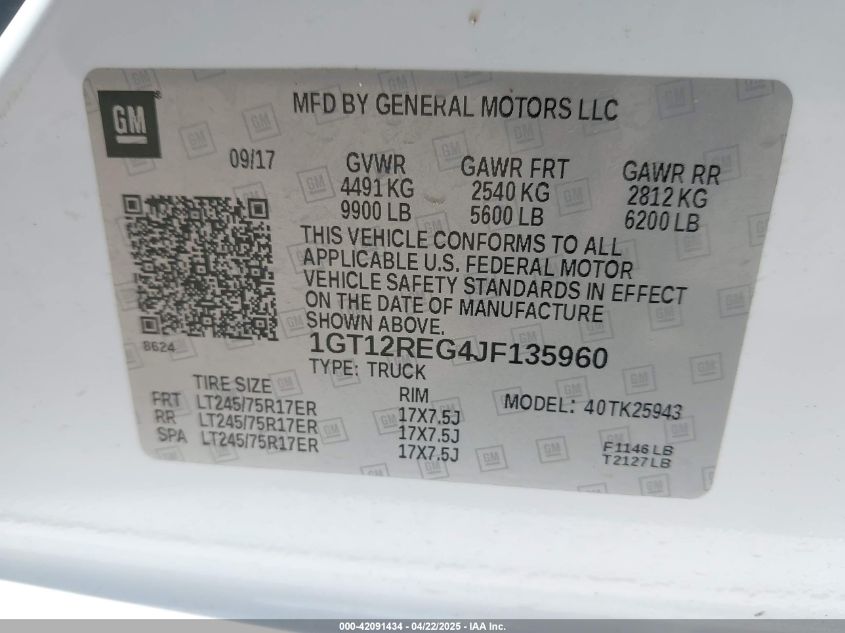 GM
MFD BY GENERAL MOTORS LLC
09/17
GVWR GAWR FRT GAWR RR
4491 KG 2540 KG 2812 KG
9900 LB 5600 LB 6200 LB
THIS VEHICLE CONFORMS TO ALL
APPLICABLE U.S. FEDERAL MOTOR
VEHICLE SAFETY STANDARDS IN EFFECT
ON THE DATE OF MANUFACTURE
SHOWN ABOVE.
8624
1GT12REG4JF135960
TYPE: TRUCK
TIRE SIZE RIM
FRT LT245/75R17ER 17X7.5J
RR LT245/75R17ER 17X7.5J
SPA LT245/75R17ER 17X7.5J
MODEL: 40TK25943
F1146 LB
T2127 LB
000-42091434 - 04/22/2025 - IAA Inc.